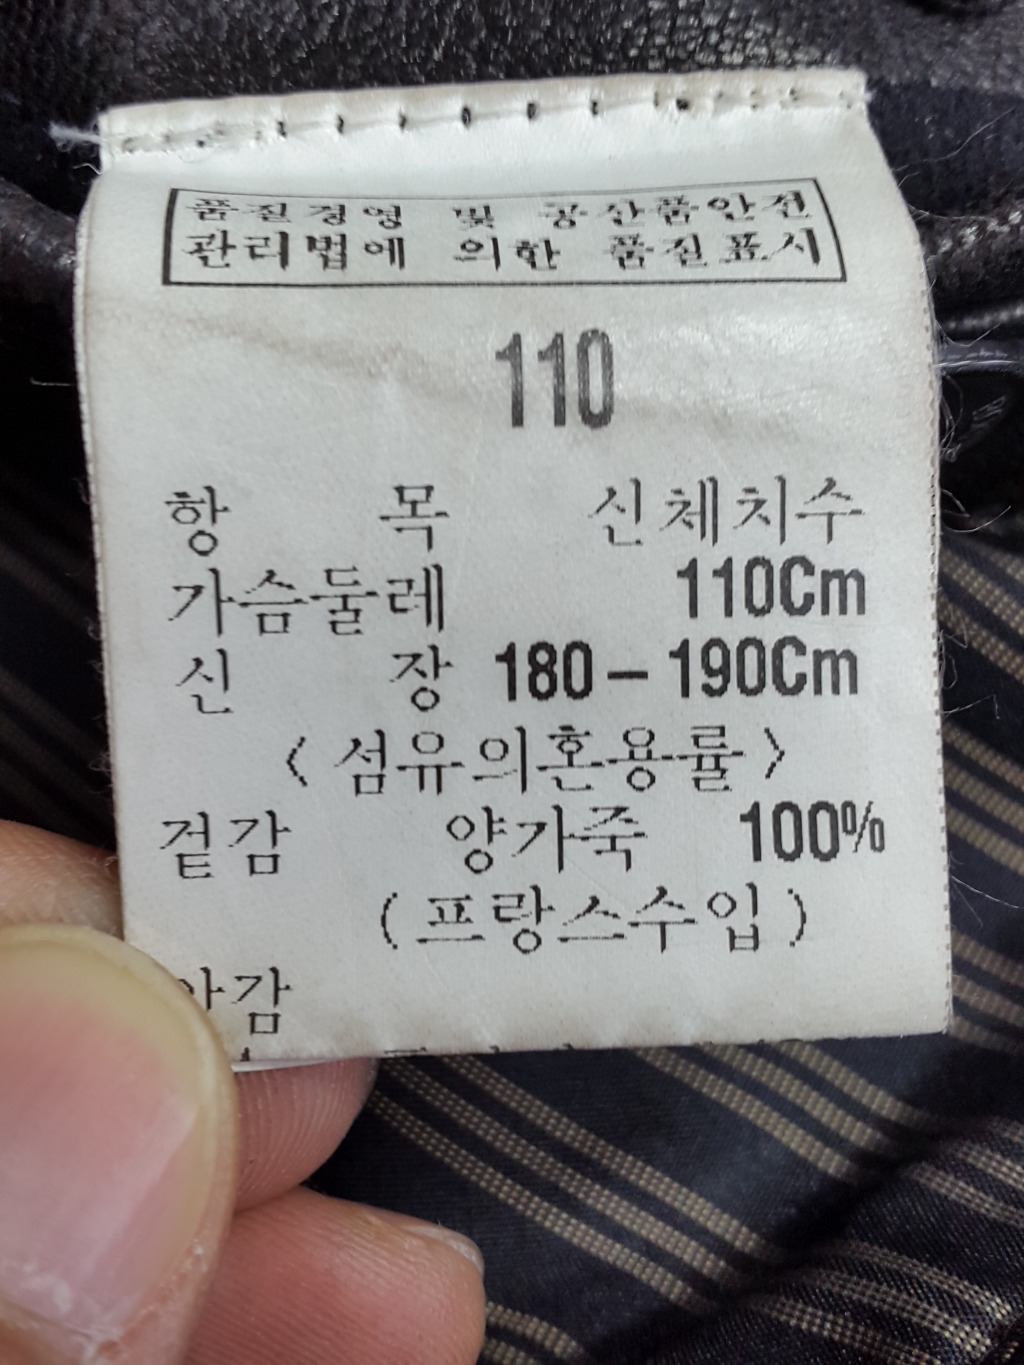 품질경영 및 공산품안전
관리법에 의한 품질표시
110
항 목 신체치수
가슴둘레 110Cm
신 장 180-190Cm
<섬유의혼용률>
겉감 양가죽 100%
(프랑스수입)
안감